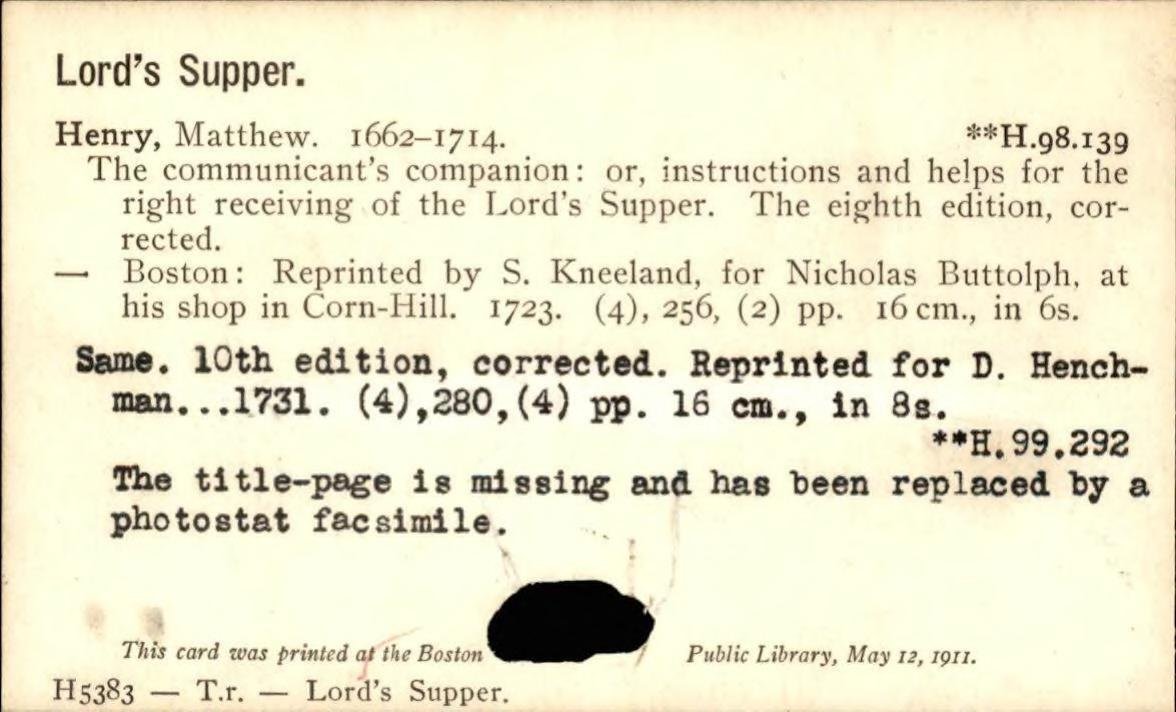 Lord's Supper.
Henry, Matthew. 1662–1714. **H.98.139
The communicant's companion: or, instructions and helps for the
right receiving of the Lord's Supper. The eighth edition, cor-
rected.
— Boston: Reprinted by S. Kneeland, for Nicholas Buttolph, at
his shop in Corn-Hill. 1723. (4), 256, (2) pp. 16 cm., in 6s.
Same. 10th edition, corrected. Reprinted for D. Hench-
man...1731. (4),280,(4) pp. 16 cm., in 8s.
**H.99.292
The title-page is missing and has been replaced by a
photostat facsimile.
This card was printed at the Boston Public Library, May 12, 1911.
H5383 — T.r. — Lord's Supper.